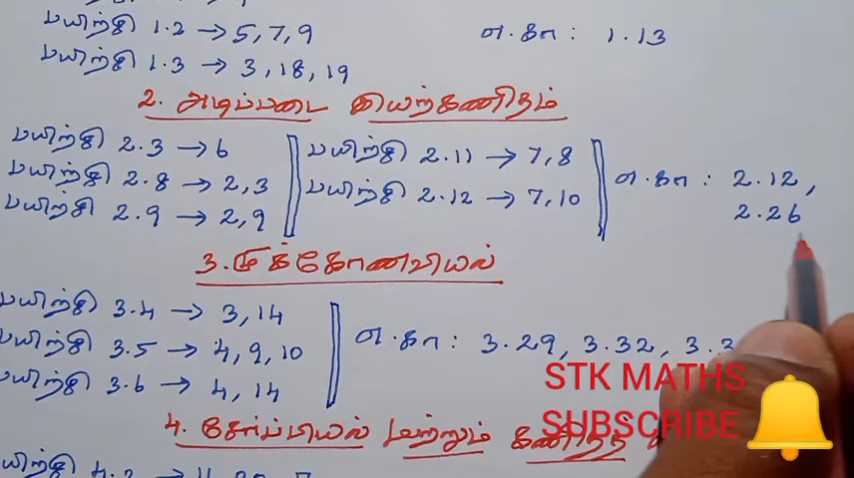 பயிற்சி 1.2 → 5, 7, 9
எ.கா : 1.13
பயிற்சி 1.3 → 3, 18, 19
2. அடிப்படை இயற்கணிதம்
பயிற்சி 2.3 → 6
பயிற்சி 2.8 → 2, 3
பயிற்சி 2.9 → 2, 9
பயிற்சி 2.11 → 7, 8
பயிற்சி 2.12 → 7, 10
எ.கா : 2.12,
2.26
3. முக்கோணவியல்
பயிற்சி 3.4 → 3, 14
பயிற்சி 3.5 → 4, 9, 10
பயிற்சி 3.6 → 4, 14
எ.கா : 3.29, 3.32,
STK MATHS
SUBSCRIBE
4. சேர்ப்பியல் மற்றும் கணிதத்